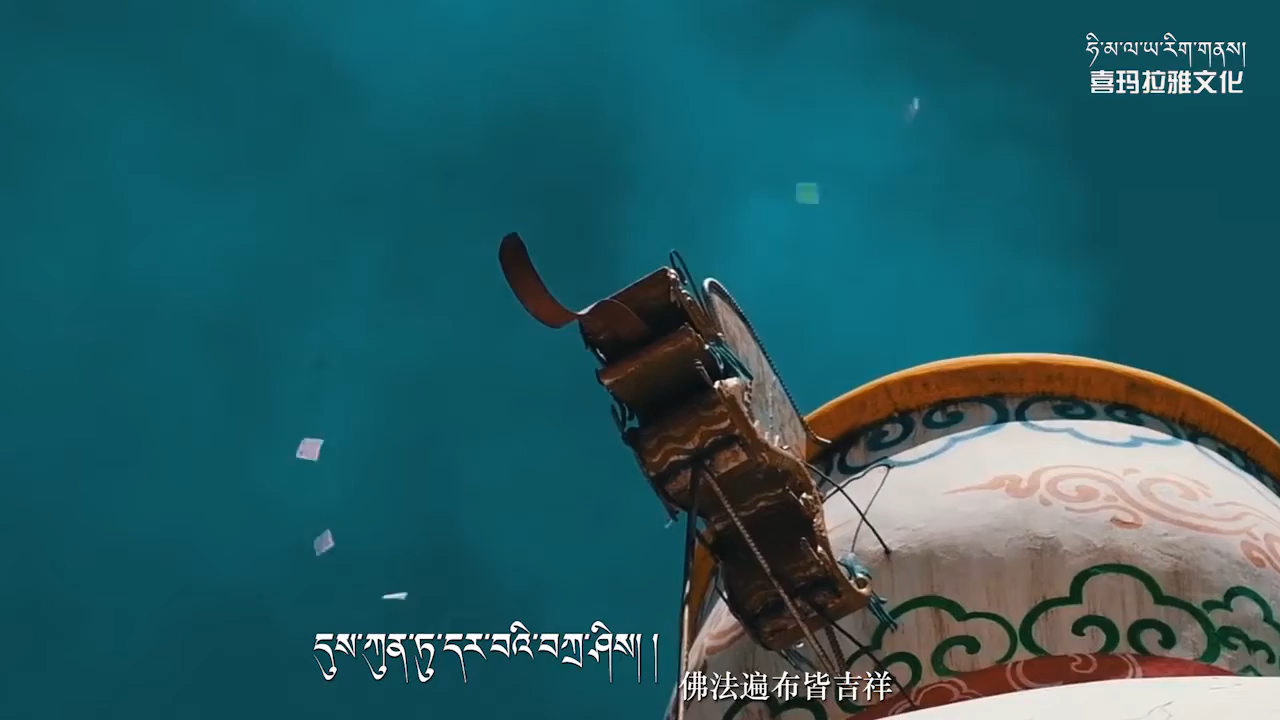 ཧི་མ་ལ་ཡ་རིག་གནས།
喜玛拉雅文化
དུས་ཀུན་ཏུ་དར་བའི་བཀྲ་ཤིས། །
佛法遍布皆吉祥